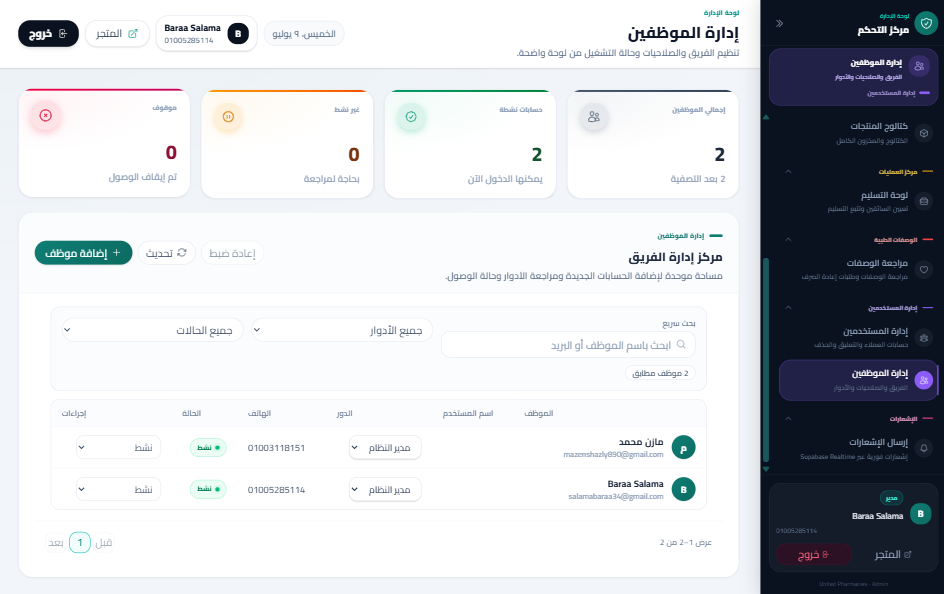 لوحة الإدارة
مركز التحكم
إدارة الموظفين
الفريق والصلاحيات والأدوار
إدارة المستخدمين
كتالوج المنتجات
الكتالوج والمخزون الكامل
مركز العمليات
لوحة التسليم
تعيين السائقين وتتبع التسليم
الوصفات الطبية
مراجعة الوصفات
مراجعة الوصفات وطلبات إعادة الصرف
إدارة المستخدمين
إدارة المستخدمين
حسابات العملاء والتعليق والحذف
إدارة الموظفين
الفريق والصلاحيات والأدوار
الإشعارات
إرسال الإشعارات
إشعارات فورية عبر Supabase Realtime
مدير
B
Baraa Salama
01005285114
المتجر
خروج
United Pharmacies · Admin
لوحة الإدارة
إدارة الموظفين
تنظيم الفريق والصلاحيات وحالة التشغيل من لوحة واضحة.
الخميس، ٩ يوليو
B
Baraa Salama
01005285114
المتجر
خروج
إجمالي الموظفين
2
2 بعد التصفية
حسابات نشطة
2
يمكنها الدخول الآن
غير نشط
0
بحاجة لمراجعة
موقوف
0
تم إيقاف الوصول
إدارة الموظفين
مركز إدارة الفريق
مساحة موحدة لإضافة الحسابات الجديدة ومراجعة الأدوار وحالة الوصول.
إعادة ضبط
تحديث
إضافة موظف
بحث سريع
ابحث باسم الموظف أو البريد
جميع الأدوار
جميع الحالات
2 موظف مطابق
الموظف اسم المستخدم الدور الهاتف الحالة إجراءات
م
مازن محمد
mazenshazly890@gmail.com
مدير النظام
01003118151
نشط
نشط
B
Baraa Salama
salamabaraa34@gmail.com
مدير النظام
01005285114
نشط
نشط
عرض 1–2 من 2
قبل 1 بعد